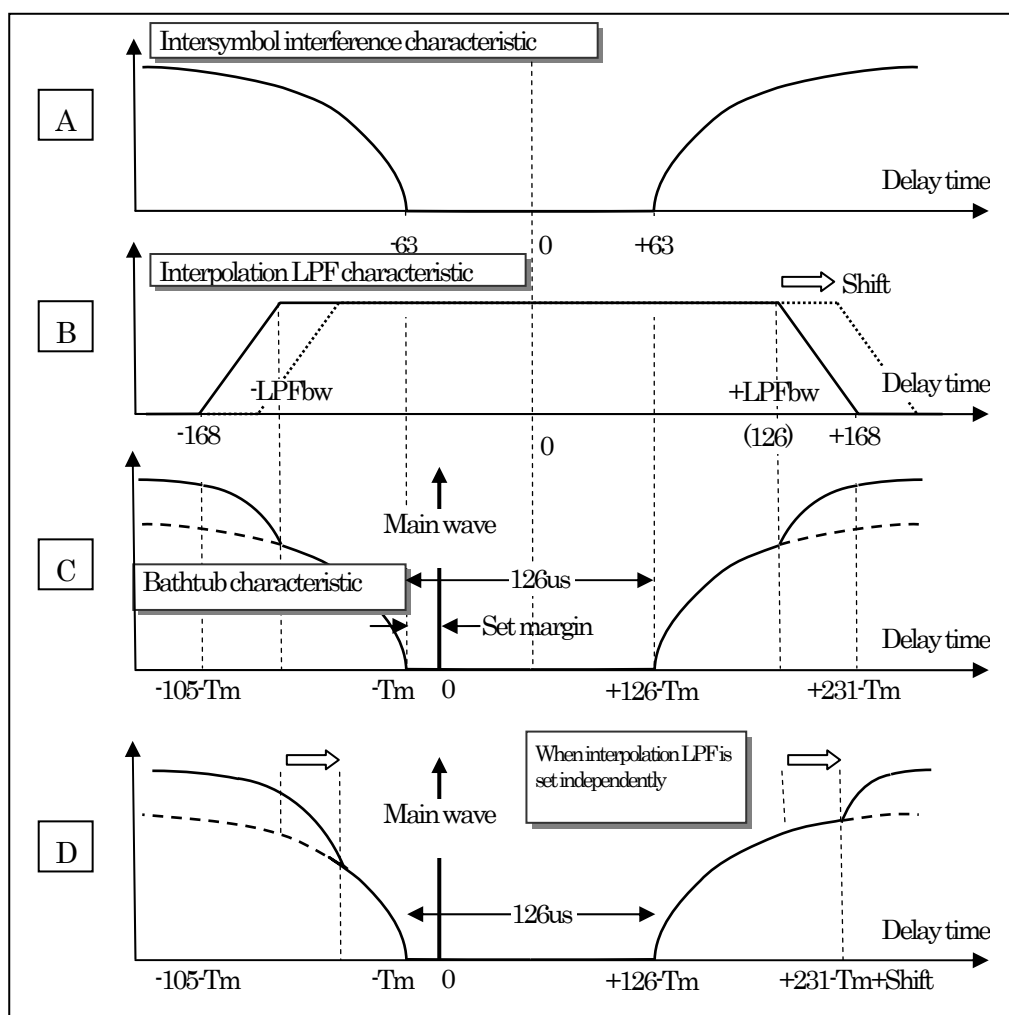 Intersymbol interference characteristic
A
Delay time
-63
0
+63
Interpolation LPF characteristic
Shift
B
-LPFbw
+LPFbw
Delay time
-168
0
(126)
+168
Main wave
C
126us
Delay time
Bathtub characteristic
Set margin
-105-Tm
-Tm
0
+126-Tm
+231-Tm
When interpolation LPF is
set independently
Main wave
D
126us
Delay time
-105-Tm
-Tm
0
+126-Tm
+231-Tm+Shift